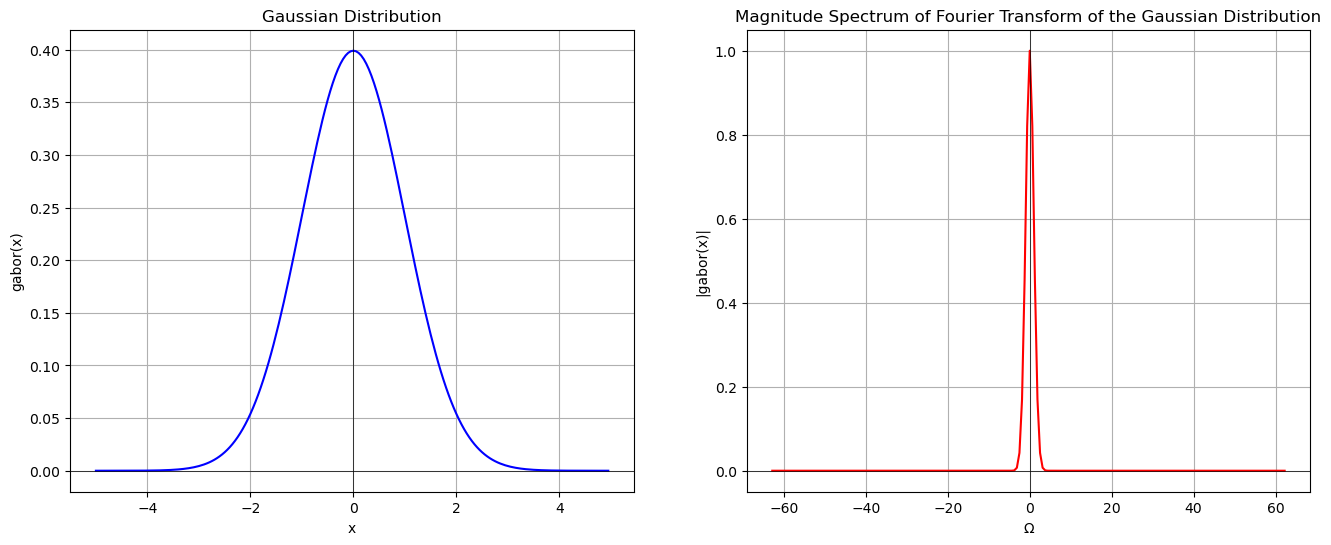 Gaussian Distribution
0.40
0.35
0.30
0.25
0.20
0.15
0.10
0.05
0.00
gabor(x)
−4 −2 0 2 4
x
Magnitude Spectrum of Fourier Transform of the Gaussian Distribution
1.0
0.8
0.6
0.4
0.2
0.0
|gabor(x)|
−60 −40 −20 0 20 40 60
Ω